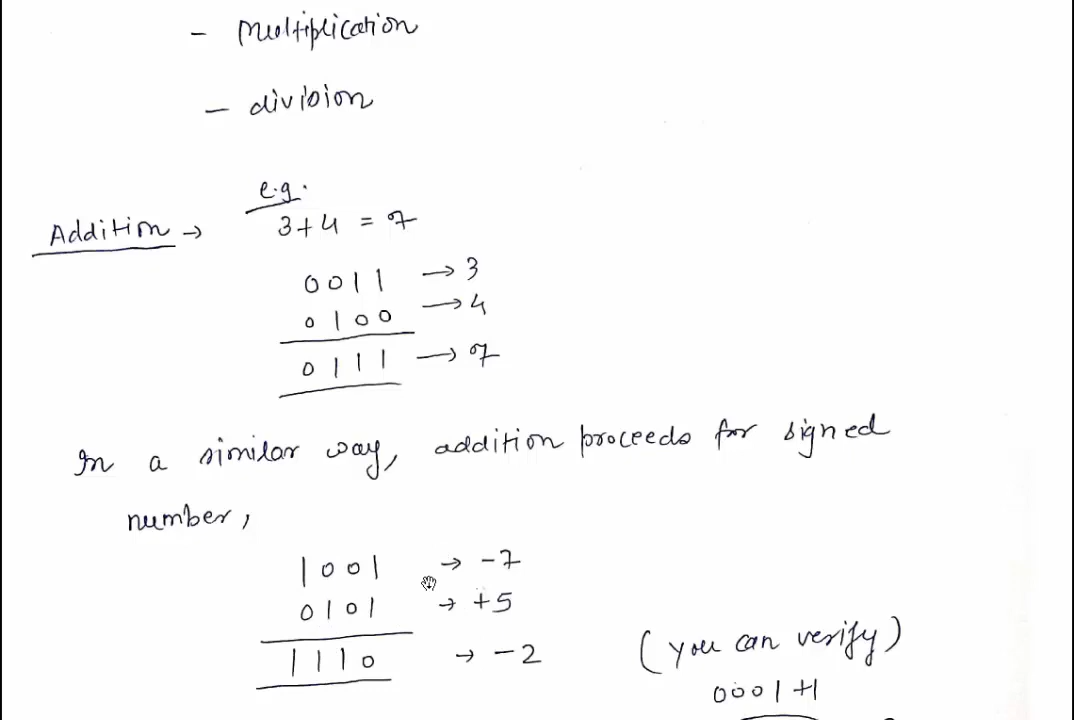 - multiplication
- division
e.g.
Addition → 3+4 = 7
0011 → 3
0100 → 4
0111 → 7
In a similar way, addition proceeds for signed
number,
1001 → -7
0101 → +5
1110 → -2 (you can verify)
0001+1